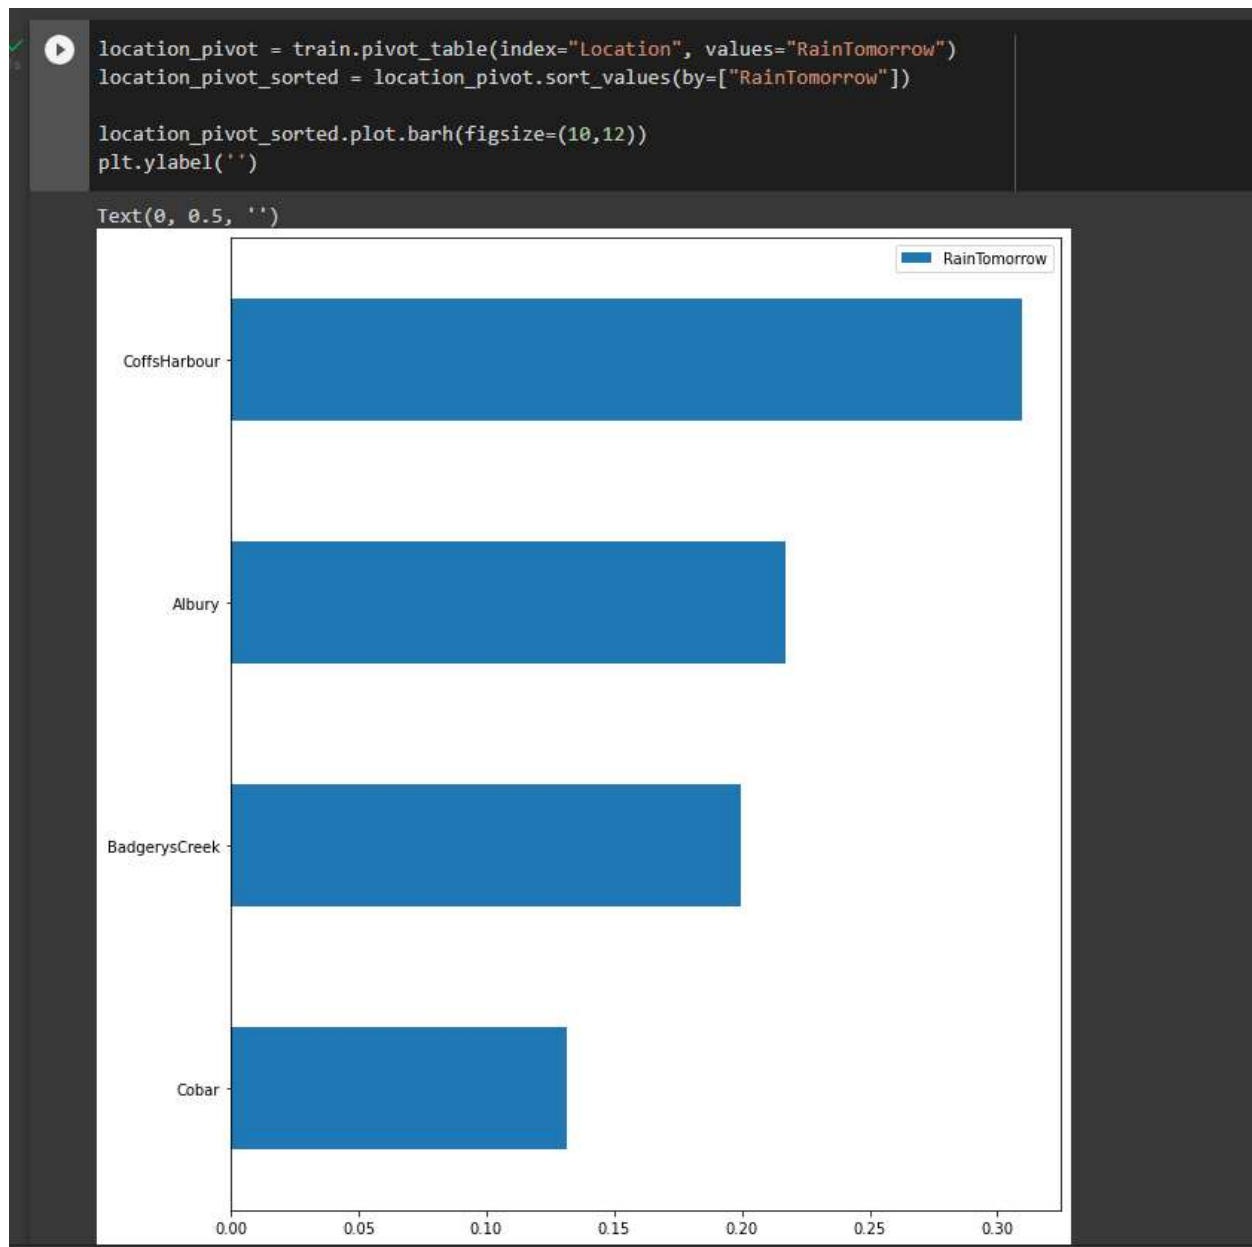 location_pivot = train.pivot_table(index="Location", values="RainTomorrow")
location_pivot_sorted = location_pivot.sort_values(by=["RainTomorrow"])
location_pivot_sorted.plot.barh(figsize=(10,12))
plt.ylabel('')
Text(0, 0.5, '')
RainTomorrow
CoffsHarbour
Albury
BadgerysCreek
Cobar
0.00 0.05 0.10 0.15 0.20 0.25 0.30